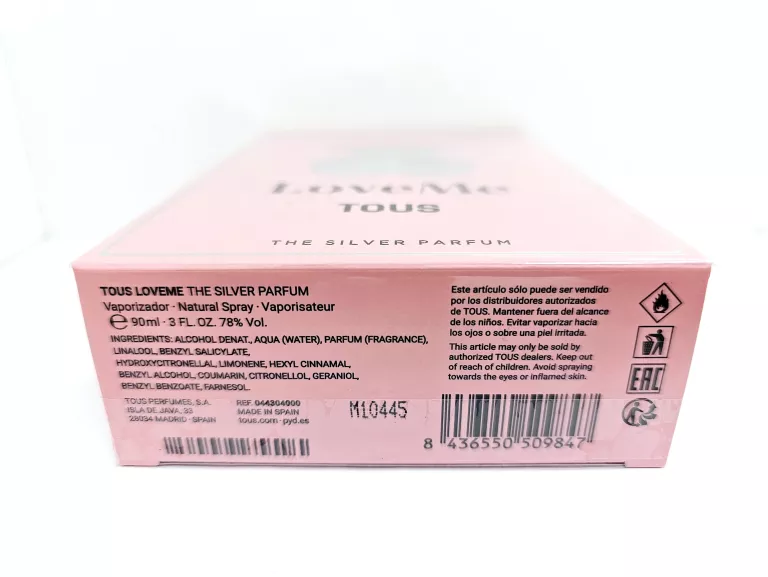 LoveMe
TOUS
THE SILVER PARFUM
TOUS LOVEME THE SILVER PARFUM
Vaporizador · Natural Spray · Vaporisateur
℮ 90ml · 3 FL.OZ. 78% Vol.
INGREDIENTS: ALCOHOL DENAT., AQUA (WATER), PARFUM (FRAGRANCE),
LINALOOL, BENZYL SALICYLATE,
HYDROXYCITRONELLAL, LIMONENE, HEXYL CINNAMAL,
BENZYL ALCOHOL, COUMARIN, CITRONELLOL, GERANIOL,
BENZYL BENZOATE, FARNESOL.
TOUS PERFUMES, S.A.
ISLA DE JAVA, 33
28034 MADRID · SPAIN
REF. 044304000
MADE IN SPAIN
tous.com · pyd.es
M10445
Este artículo sólo puede ser vendido
por los distribuidores autorizados
de TOUS. Mantener fuera del alcance
de los niños. Evitar vaporizar hacia
los ojos o sobre una piel irritada.
This article may only be sold by
authorized TOUS dealers. Keep out
of reach of children. Avoid spraying
towards the eyes or inflamed skin.
8 436550 509847
EAC